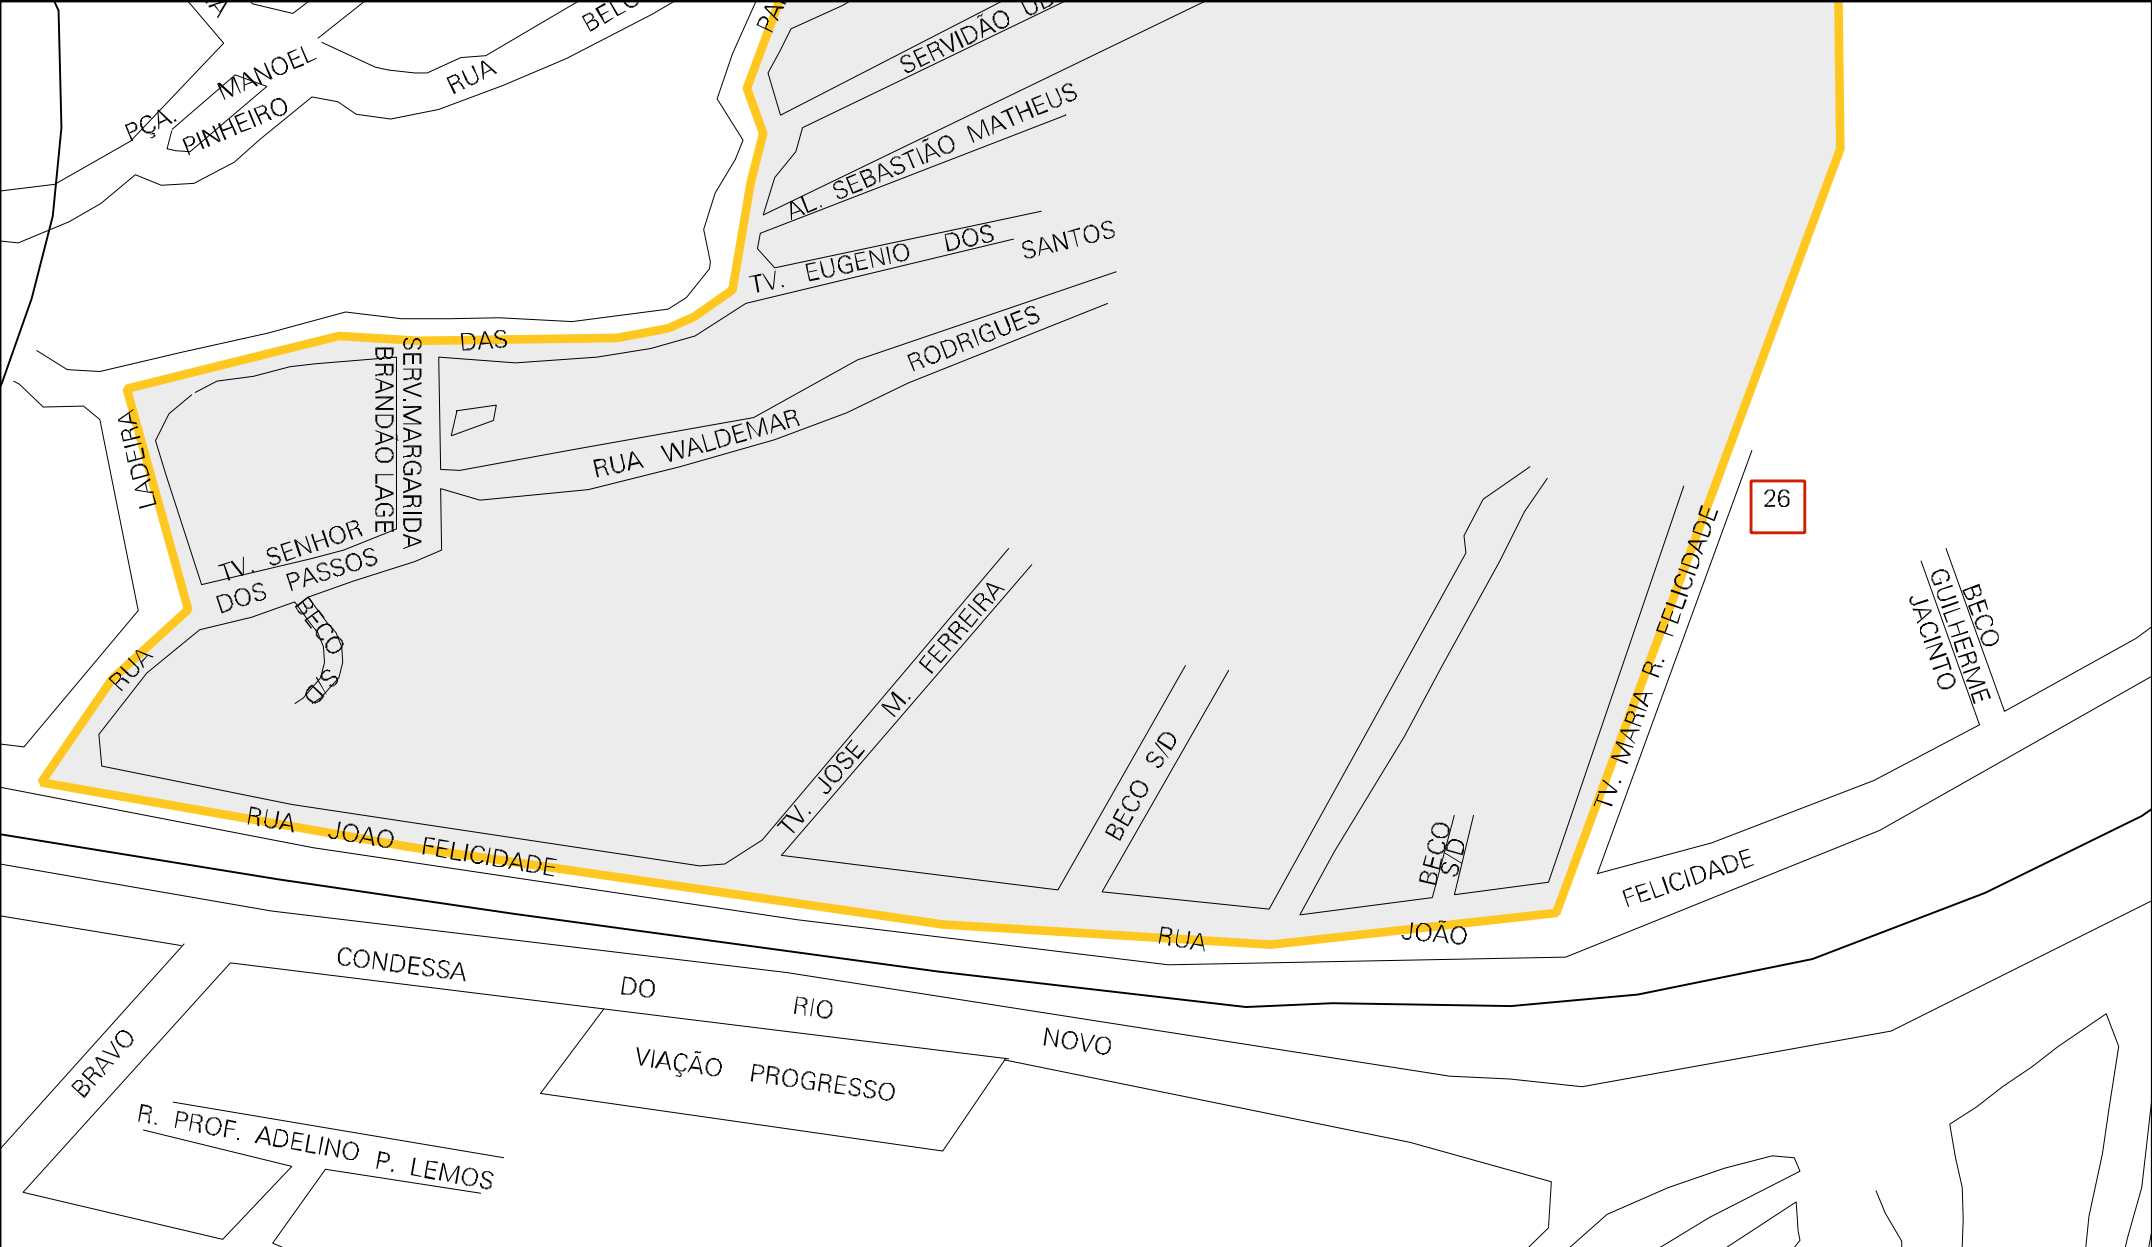 MANOEL
PÇA.
PINHEIRO
RUA
SERVIDÃO
AL. SEBASTIÃO MATHEUS
TV. EUGENIO DOS SANTOS
DAS
RUA WALDEMAR RODRIGUES
LADEIRA
SERV.MARGARIDA
BRANDÃO LAGE
TV. SENHOR
DOS PASSOS
BECO S/D
RUA
TV. JOSE M. FERREIRA
BECO S/D
BECO
S/D
TV. MARIA R. FELICIDADE
26
BECO
GUILHERME
JACINTO
RUA JOAO FELICIDADE
RUA JOÃO FELICIDADE
CONDESSA DO RIO NOVO
VIAÇÃO PROGRESSO
BRAVO
R. PROF. ADELINO P. LEMOS